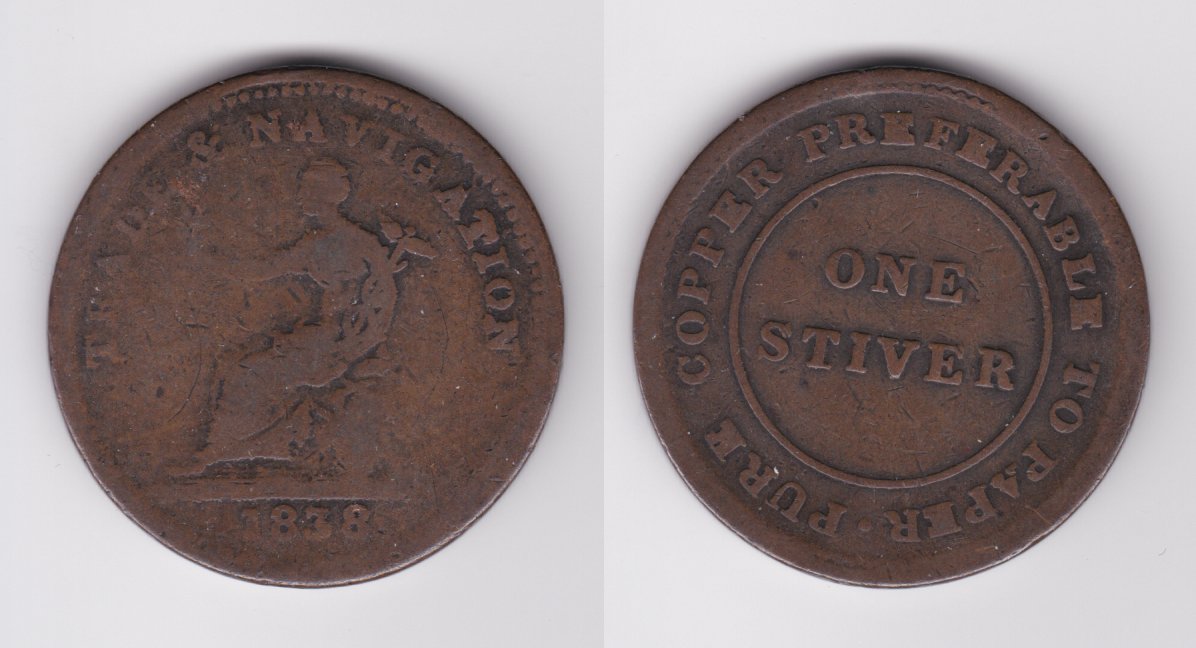 TRADE & NAVIGATION
1838
PURE COPPER PREFERABLE TO PAPER ·
ONE
STIVER